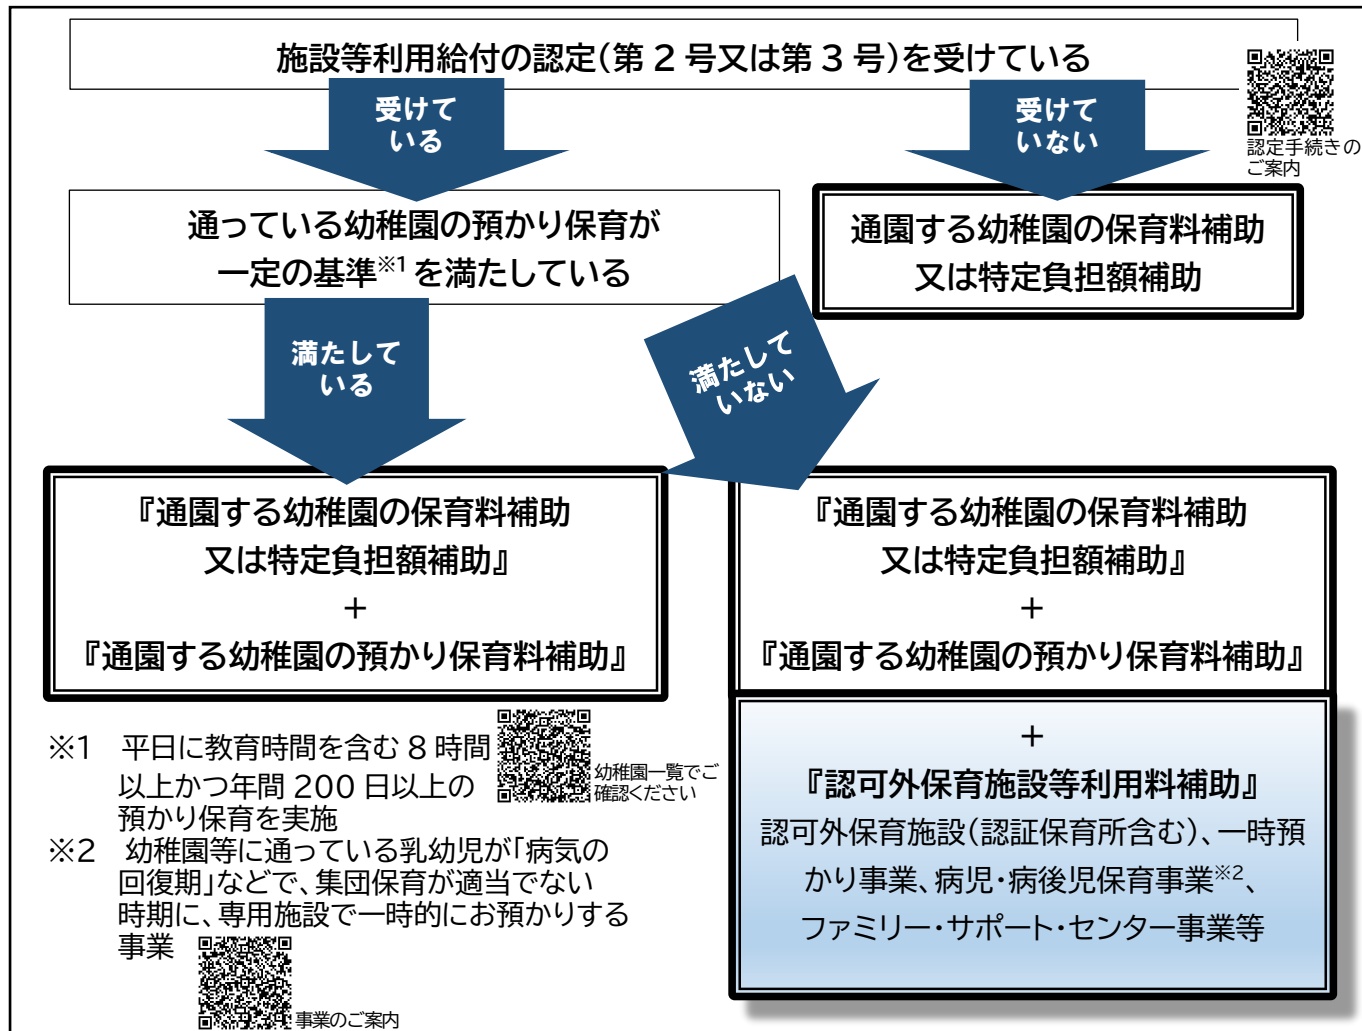 施設等利用給付の認定(第2号又は第3号)を受けている
認定手続きの
ご案内
受けて
いる
受けて
いない
通っている幼稚園の預かり保育が
一定の基準※1を満たしている
通園する幼稚園の保育料補助
又は特定負担額補助
満たして
いる
満たして
いない
『通園する幼稚園の保育料補助
又は特定負担額補助』
+
『通園する幼稚園の預かり保育料補助』
『通園する幼稚園の保育料補助
又は特定負担額補助』
+
『通園する幼稚園の預かり保育料補助』
+
『認可外保育施設等利用料補助』
認可外保育施設(認証保育所含む)、一時預
かり事業、病児・病後児保育事業※2、
ファミリー・サポート・センター事業等
※1 平日に教育時間を含む8時間
以上かつ年間200日以上の
預かり保育を実施
幼稚園一覧でご
確認ください
※2 幼稚園等に通っている乳幼児が「病気の
回復期」などで、集団保育が適当でない
時期に、専用施設で一時的にお預かりする
事業
事業のご案内